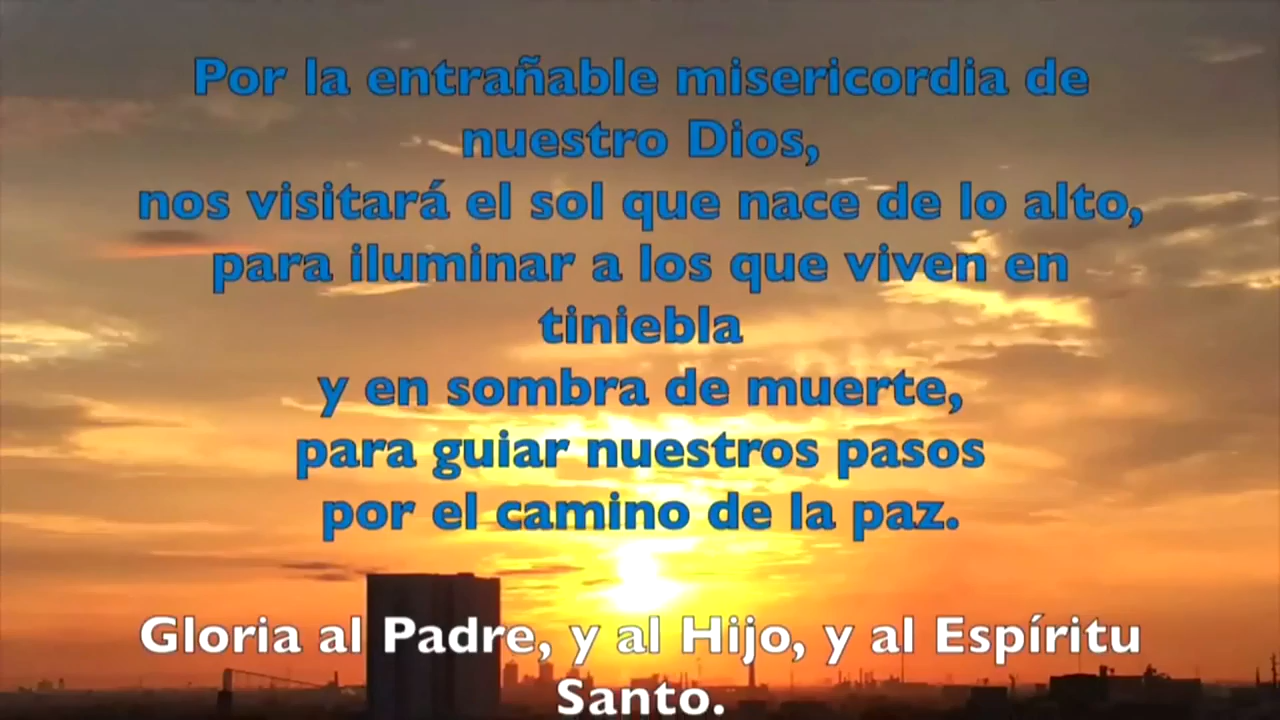 Por la entrañable misericordia de
nuestro Dios,
nos visitará el sol que nace de lo alto,
para iluminar a los que viven en
tiniebla
y en sombra de muerte,
para guiar nuestros pasos
por el camino de la paz.
Gloria al Padre, y al Hijo, y al Espíritu
Santo.